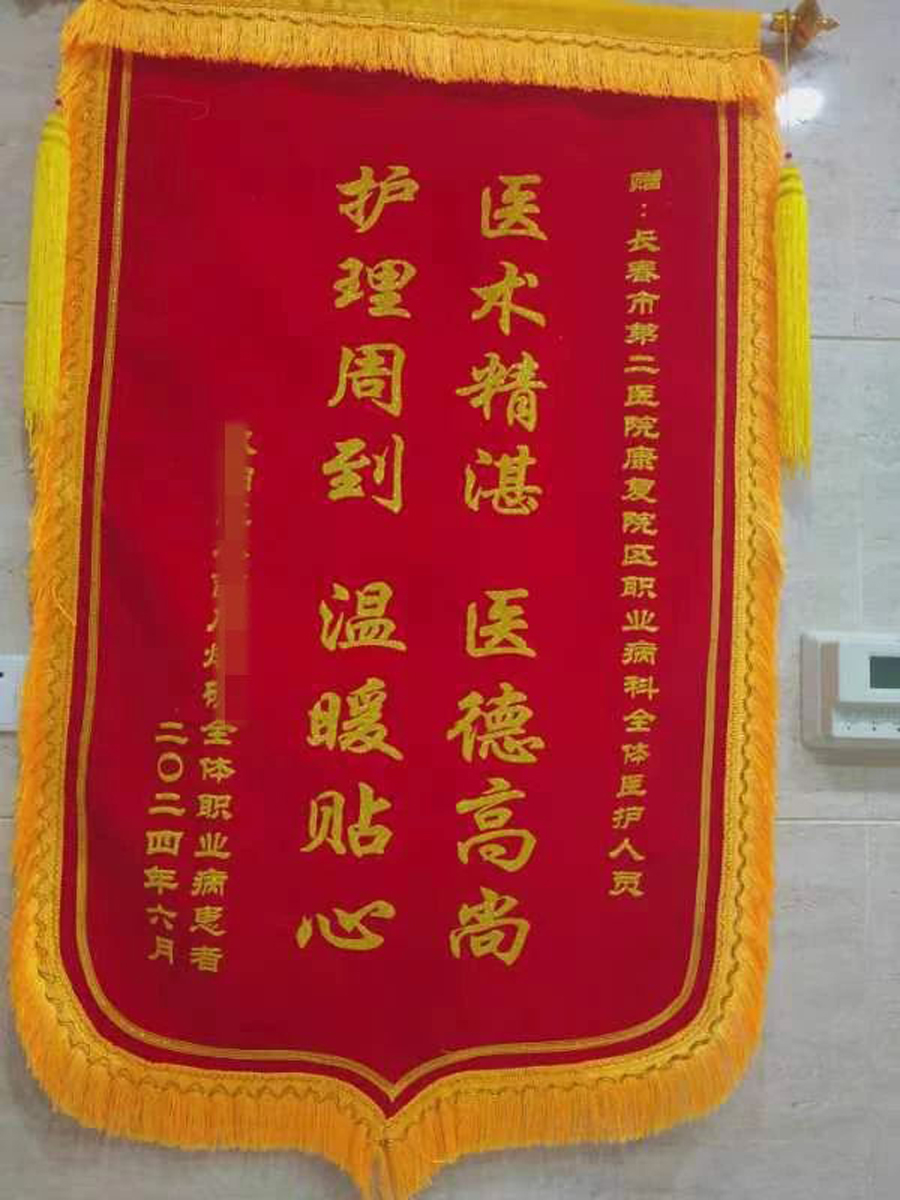 赠：长春市第二医院康复院区职业病科全体医护人员
医术精湛 医德高尚
护理周到 温暖贴心
全体职业病患者
二〇二四年六月